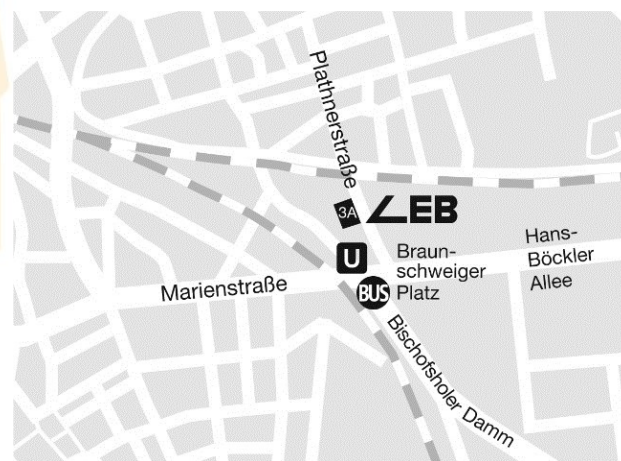 Plathnerstraße
3A
LEB
U
Braun-
schweiger
Platz
Hans-
Böckler
Allee
Marienstraße
BUS
Bischofsholer Damm